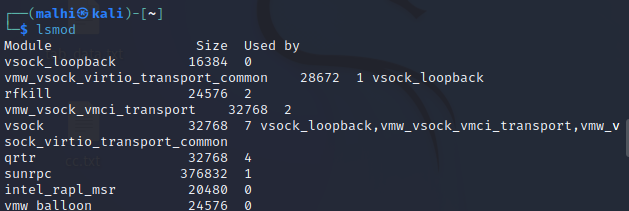 ┌──(malhi㉿kali)-[~]
└─$ lsmod
Module                  Size  Used by
vsock_loopback         16384  0
vmw_vsock_virtio_transport_common    28672  1 vsock_loopback
rfkill                 24576  2
vmw_vsock_vmci_transport    32768  2
vsock                  32768  7 vsock_loopback,vmw_vsock_vmci_transport,vmw_v
sock_virtio_transport_common
qrtr                   32768  4
sunrpc                376832  1
intel_rapl_msr         20480  0
vmw_balloon            24576  0